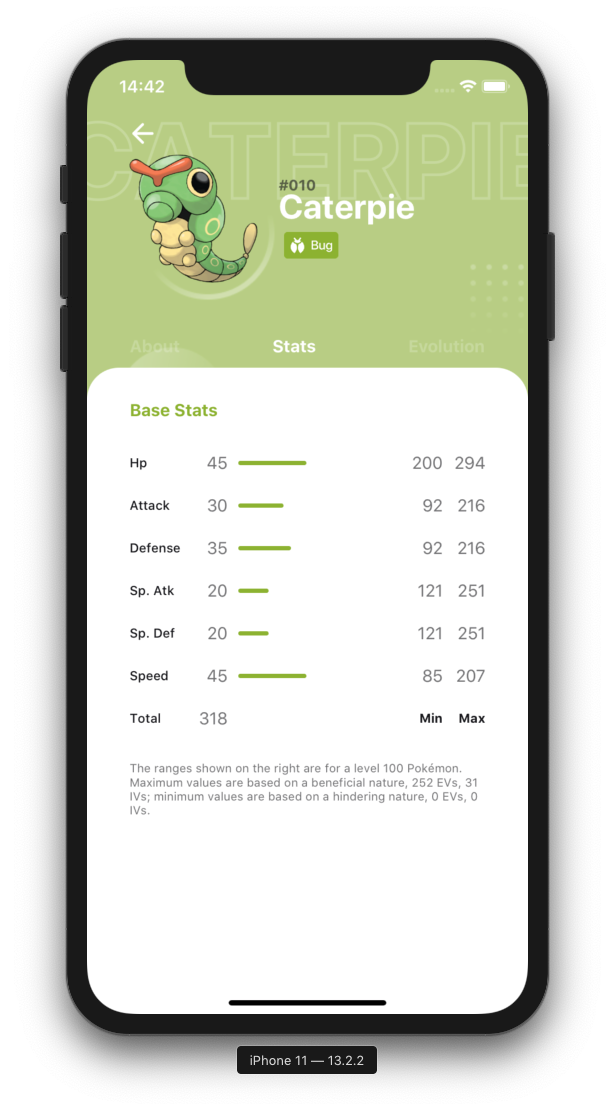 14:42
CATERPIE
#010
Caterpie
Bug
About Stats Evolution
Base Stats
Hp 45 200 294
Attack 30 92 216
Defense 35 92 216
Sp. Atk 20 121 251
Sp. Def 20 121 251
Speed 45 85 207
Total 318 Min Max
The ranges shown on the right are for a level 100 Pokémon.
Maximum values are based on a beneficial nature, 252 EVs, 31
IVs; minimum values are based on a hindering nature, 0 EVs, 0
IVs.
iPhone 11 — 13.2.2